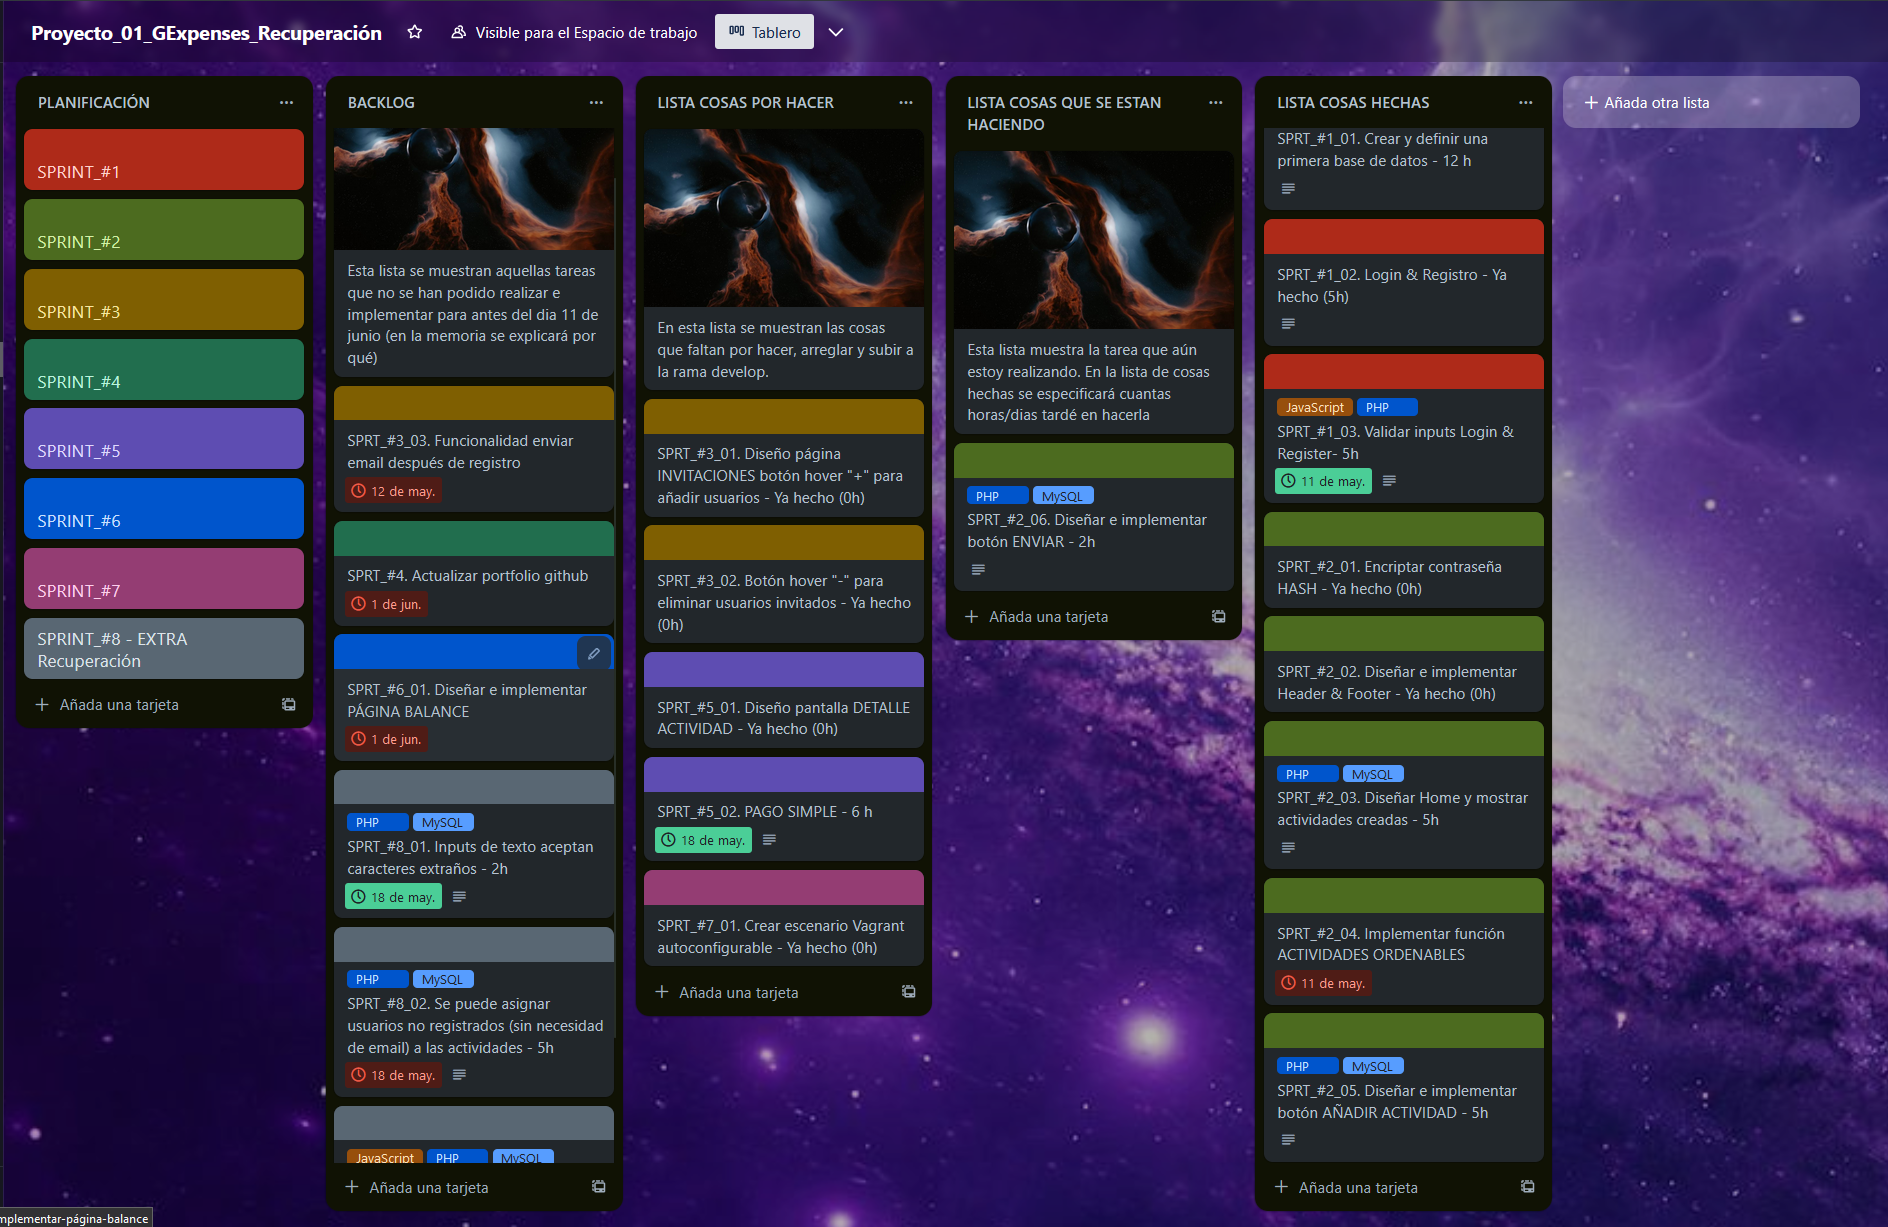 Proyecto_01_GExpenses_Recuperación
Visible para el Espacio de trabajo
Tablero
PLANIFICACIÓN
SPRINT_#1
SPRINT_#2
SPRINT_#3
SPRINT_#4
SPRINT_#5
SPRINT_#6
SPRINT_#7
SPRINT_#8 - EXTRA
Recuperación
+ Añada una tarjeta
BACKLOG
Esta lista se muestran aquellas tareas
que no se han podido realizar e
implementar para antes del dia 11 de
junio (en la memoria se explicará por
qué)
SPRT_#3_03. Funcionalidad enviar
email después de registro
12 de may.
SPRT_#4. Actualizar portfolio github
1 de jun.
SPRT_#6_01. Diseñar e implementar
PÁGINA BALANCE
1 de jun.
PHP MySQL
SPRT_#8_01. Inputs de texto aceptan
caracteres extraños - 2h
18 de may.
PHP MySQL
SPRT_#8_02. Se puede asignar
usuarios no registrados (sin necesidad
de email) a las actividades - 5h
18 de may.
JavaScript PHP MySQL
+ Añada una tarjeta
LISTA COSAS POR HACER
En esta lista se muestran las cosas
que faltan por hacer, arreglar y subir a
la rama develop.
SPRT_#3_01. Diseño página
INVITACIONES botón hover "+" para
añadir usuarios - Ya hecho (0h)
SPRT_#3_02. Botón hover "-" para
eliminar usuarios invitados - Ya hecho
(0h)
SPRT_#5_01. Diseño pantalla DETALLE
ACTIVIDAD - Ya hecho (0h)
SPRT_#5_02. PAGO SIMPLE - 6 h
18 de may.
SPRT_#7_01. Crear escenario Vagrant
autoconfigurable - Ya hecho (0h)
+ Añada una tarjeta
LISTA COSAS QUE SE ESTAN
HACIENDO
Esta lista muestra la tarea que aún
estoy realizando. En la lista de cosas
hechas se especificará cuantas
horas/dias tardé en hacerla
PHP MySQL
SPRT_#2_06. Diseñar e implementar
botón ENVIAR - 2h
+ Añada una tarjeta
LISTA COSAS HECHAS
SPRT_#1_01. Crear y definir una
primera base de datos - 12 h
SPRT_#1_02. Login & Registro - Ya
hecho (5h)
JavaScript PHP
SPRT_#1_03. Validar inputs Login &
Register- 5h
11 de may.
SPRT_#2_01. Encriptar contraseña
HASH - Ya hecho (0h)
SPRT_#2_02. Diseñar e implementar
Header & Footer - Ya hecho (0h)
PHP MySQL
SPRT_#2_03. Diseñar Home y mostrar
actividades creadas - 5h
SPRT_#2_04. Implementar función
ACTIVIDADES ORDENABLES
11 de may.
PHP MySQL
SPRT_#2_05. Diseñar e implementar
botón AÑADIR ACTIVIDAD - 5h
+ Añada una tarjeta
+ Añada otra lista
mplementar-página-balance